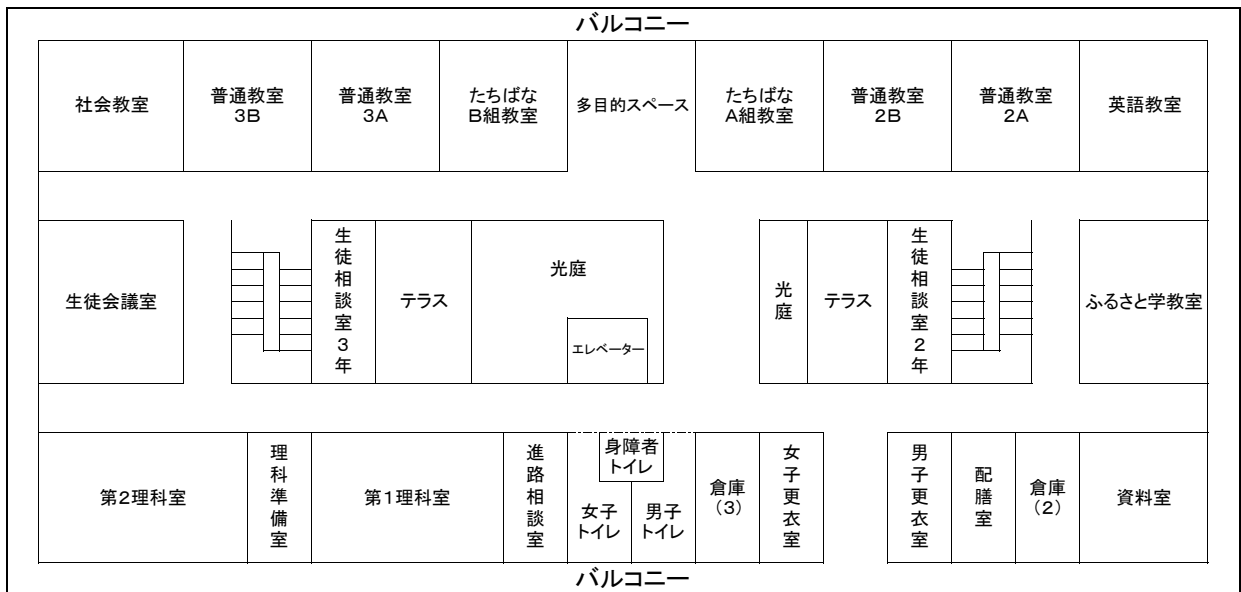 バルコニー
社会教室
普通教室
3B
普通教室
3A
たちばな
B組教室
多目的スペース
たちばな
A組教室
普通教室
2B
普通教室
2A
英語教室
生徒会議室
生徒相談室3年
テラス
光庭
エレベーター
光庭
テラス
生徒相談室2年
ふるさと学教室
第2理科室
理科準備室
第1理科室
進路相談室
身障者
トイレ
女子
トイレ
男子
トイレ
倉庫
(3)
女子更衣室
男子更衣室
配膳室
倉庫
(2)
資料室
バルコニー